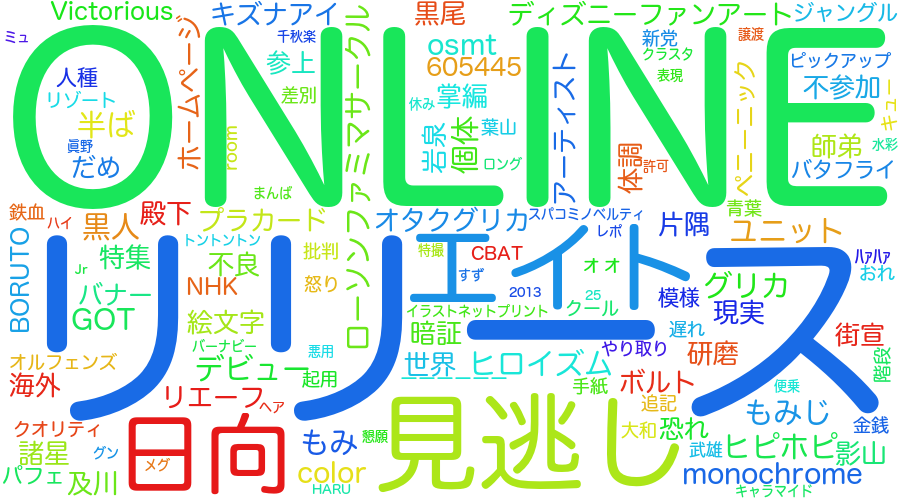 Victorious
キズナアイ
黒尾
ディズニーファンアート
ジャングル
ミュ
ONLINE
ホームページ
千秋楽
osmt
新党
譲渡
クラスタ
ピックアップ
人種
参上
605445
表現
不参加
リゾート
差別
休み
掌編
アーティスト
キュー
半ば
ローソンファミマサークル
岩泉
個体
葉山
ペニーニック
師弟
水彩
眞野
room
だめ
ロング
体調
許可
バタフライ
まんば
青葉
鉄血
ハイ
殿下
プラカード
オタクグリカ
スパコミノベルティ
片隅
ユニット
黒人
トントントン
レポ
BORUTO
リリース
エイト
特集
不良
批判
特撮
CBAT
オォ
ハァハァ
おれ
Jr
すず
バナー
NHK
怒り
2013
25
模様
グリカ
GOT
絵文字
イラストネットプリント
クール
現実
暗証
遅れ
街宣
バーナビー
オルフェンズ
デビュー
悪用
世界
ヒロイズム
やり取り
研磨
階段
海外
起用
_______
手紙
ボルト
便乗
リエーフ
ヘア
追記
もみじ
クオリティ
日向
見逃し
大和
恐れ
金銭
諸星
グン
もみ
懇願
武雄
ヒピホピ
影山
パフェ
メグ
color
monochrome
及川
HARU
キャラマイド